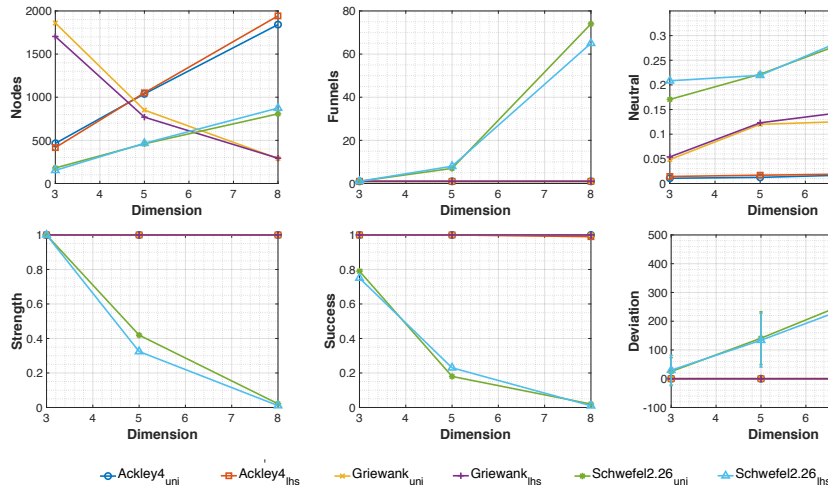 2000
1500
1000
500
0
Nodes
3 4 5 6 7 8
Dimension
80
60
40
20
0
Funnels
3 4 5 6 7 8
Dimension
0.35
0.3
0.25
0.2
0.15
0.1
0.05
0
Neutral
3 4 5 6
Dimension
1
0.8
0.6
0.4
0.2
0
Strength
3 4 5 6 7 8
Dimension
1
0.8
0.6
0.4
0.2
0
Success
3 4 5 6 7 8
Dimension
500
400
300
200
100
0
-100
Deviation
3 4 5 6
Dimension
Ackley4uni Ackley4lhs Griewankuni Griewanklhs Schwefel2.26uni Schwefel2.26lhs